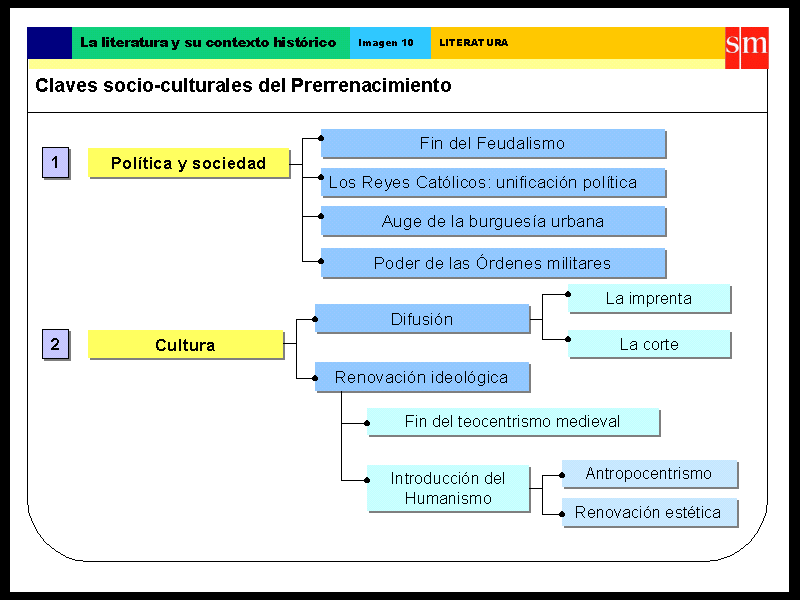 La literatura y su contexto histórico
Imagen 10
LITERATURA
sm
Claves socio-culturales del Prerrenacimiento
1
Política y sociedad
Fin del Feudalismo
Los Reyes Católicos: unificación política
Auge de la burguesía urbana
Poder de las Órdenes militares
2
Cultura
Difusión
La imprenta
La corte
Renovación ideológica
Fin del teocentrismo medieval
Introducción del
Humanismo
Antropocentrismo
Renovación estética